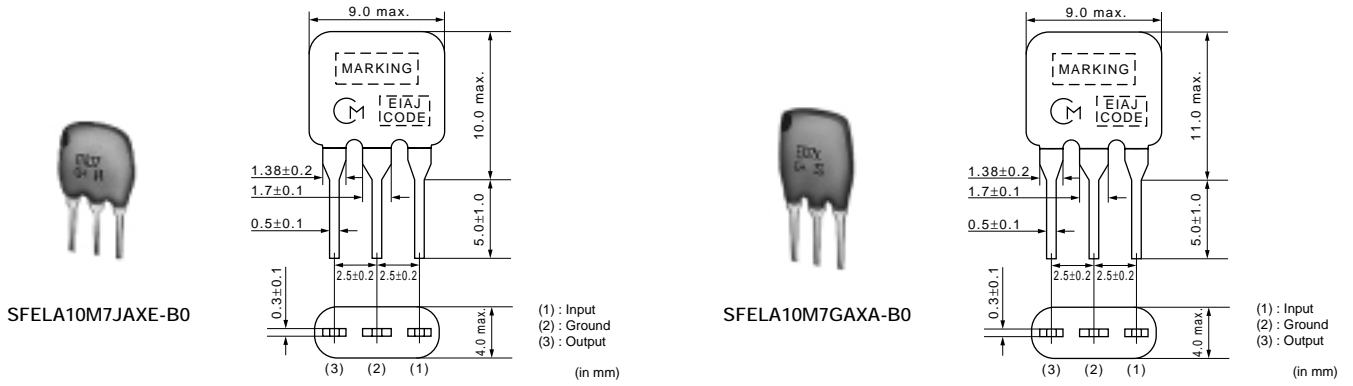 9.0 max.
MARKING
M
EIAJ
CODE
10.0 max.
1.38±0.2
1.7±0.1
0.5±0.1
5.0±1.0
2.5±0.2
2.5±0.2
0.3±0.1
4.0 max.
(3)
(2)
(1)
(1) : Input
(2) : Ground
(3) : Output
(in mm)
SFELA10M7JAXE-B0
9.0 max.
MARKING
M
EIAJ
CODE
11.0 max.
1.38±0.2
1.7±0.1
0.5±0.1
5.0±1.0
2.5±0.2
2.5±0.2
0.3±0.1
4.0 max.
(3)
(2)
(1)
(1) : Input
(2) : Ground
(3) : Output
(in mm)
SFELA10M7GAXA-B0